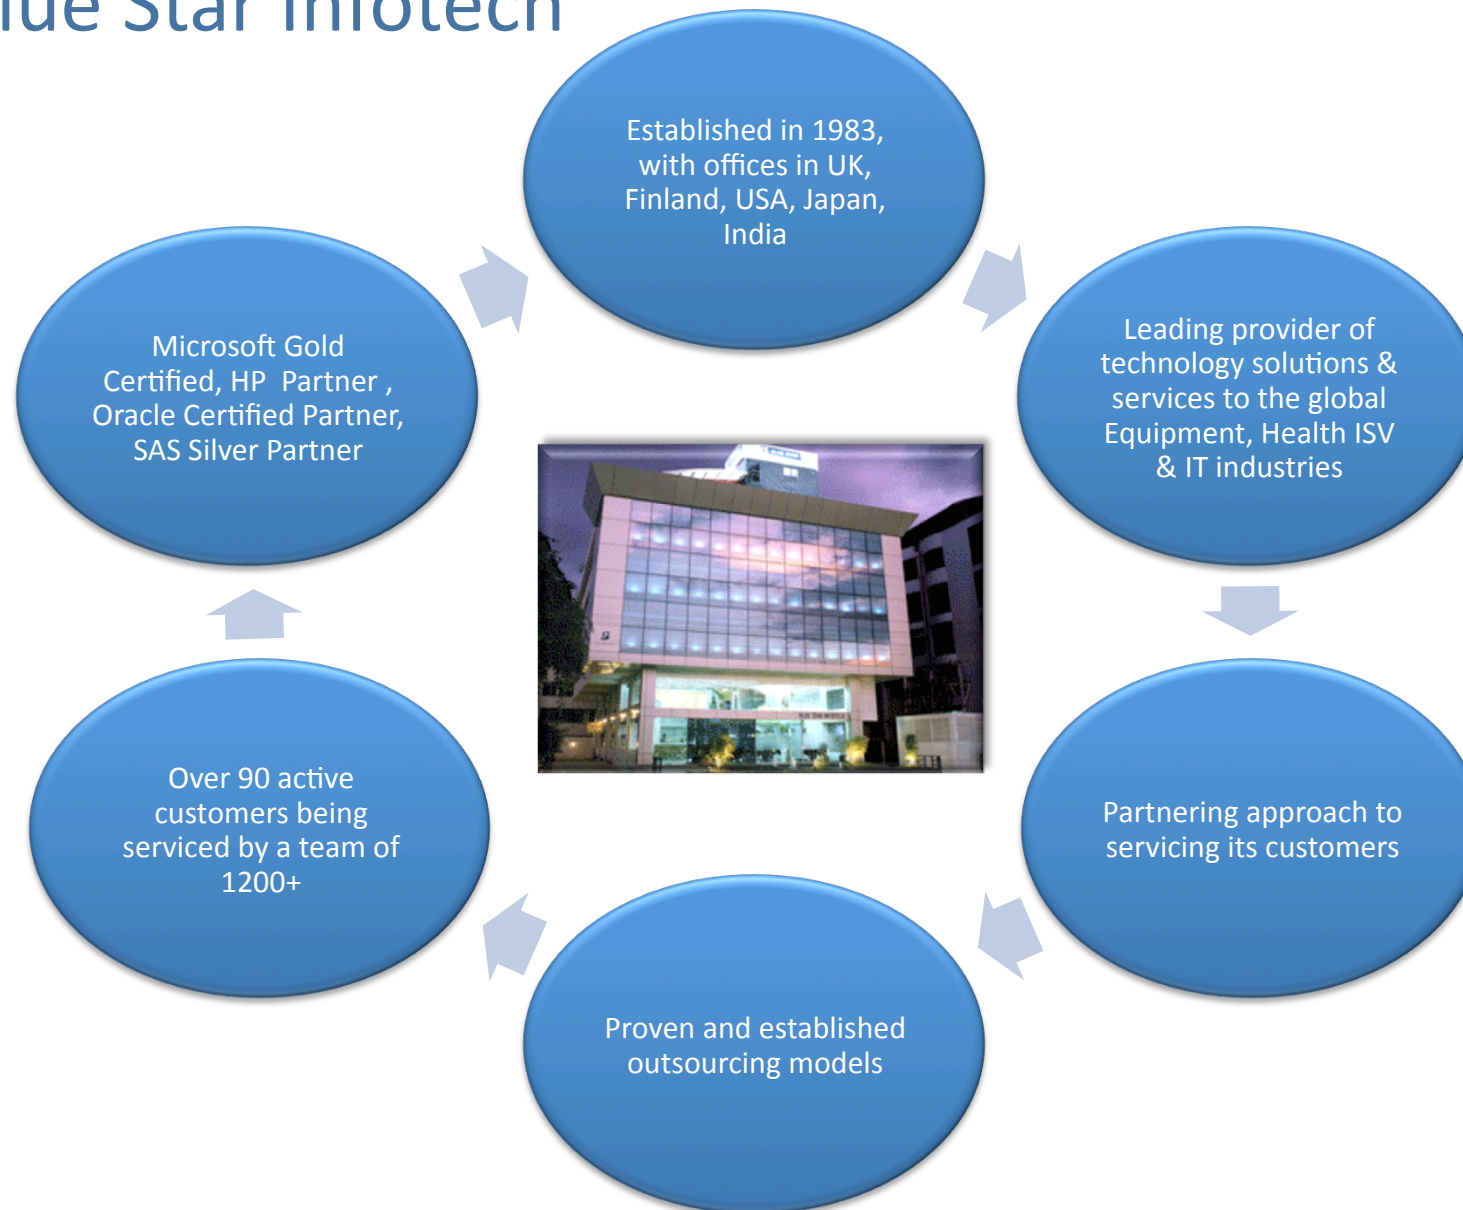 lue Star Infotech
Established in 1983,
with offices in UK,
Finland, USA, Japan,
India
Leading provider of
technology solutions &
services to the global
Equipment, Health ISV
& IT industries
Partnering approach to
servicing its customers
Proven and established
outsourcing models
Over 90 active
customers being
serviced by a team of
1200+
Microsoft Gold
Certified, HP  Partner ,
Oracle Certified Partner,
SAS Silver Partner
BLUE STAR INFOTECH